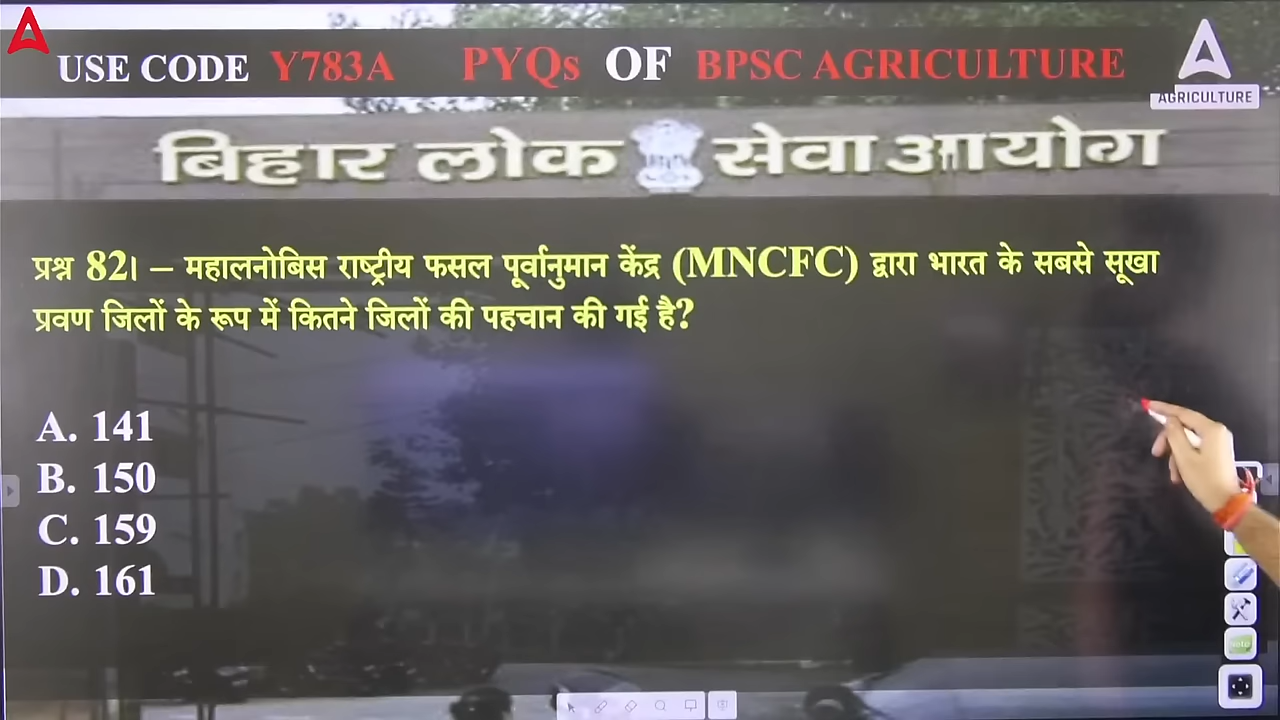 USE CODE Y783A PYQs OF BPSC AGRICULTURE
AGRICULTURE
बिहार लोक सेवा आयोग
प्रश्न 82। – महालनोबिस राष्ट्रीय फसल पूर्वानुमान केंद्र (MNCFC) द्वारा भारत के सबसे सूखा
प्रवण जिलों के रूप में कितने जिलों की पहचान की गई है?
A. 141
B. 150
C. 159
D. 161